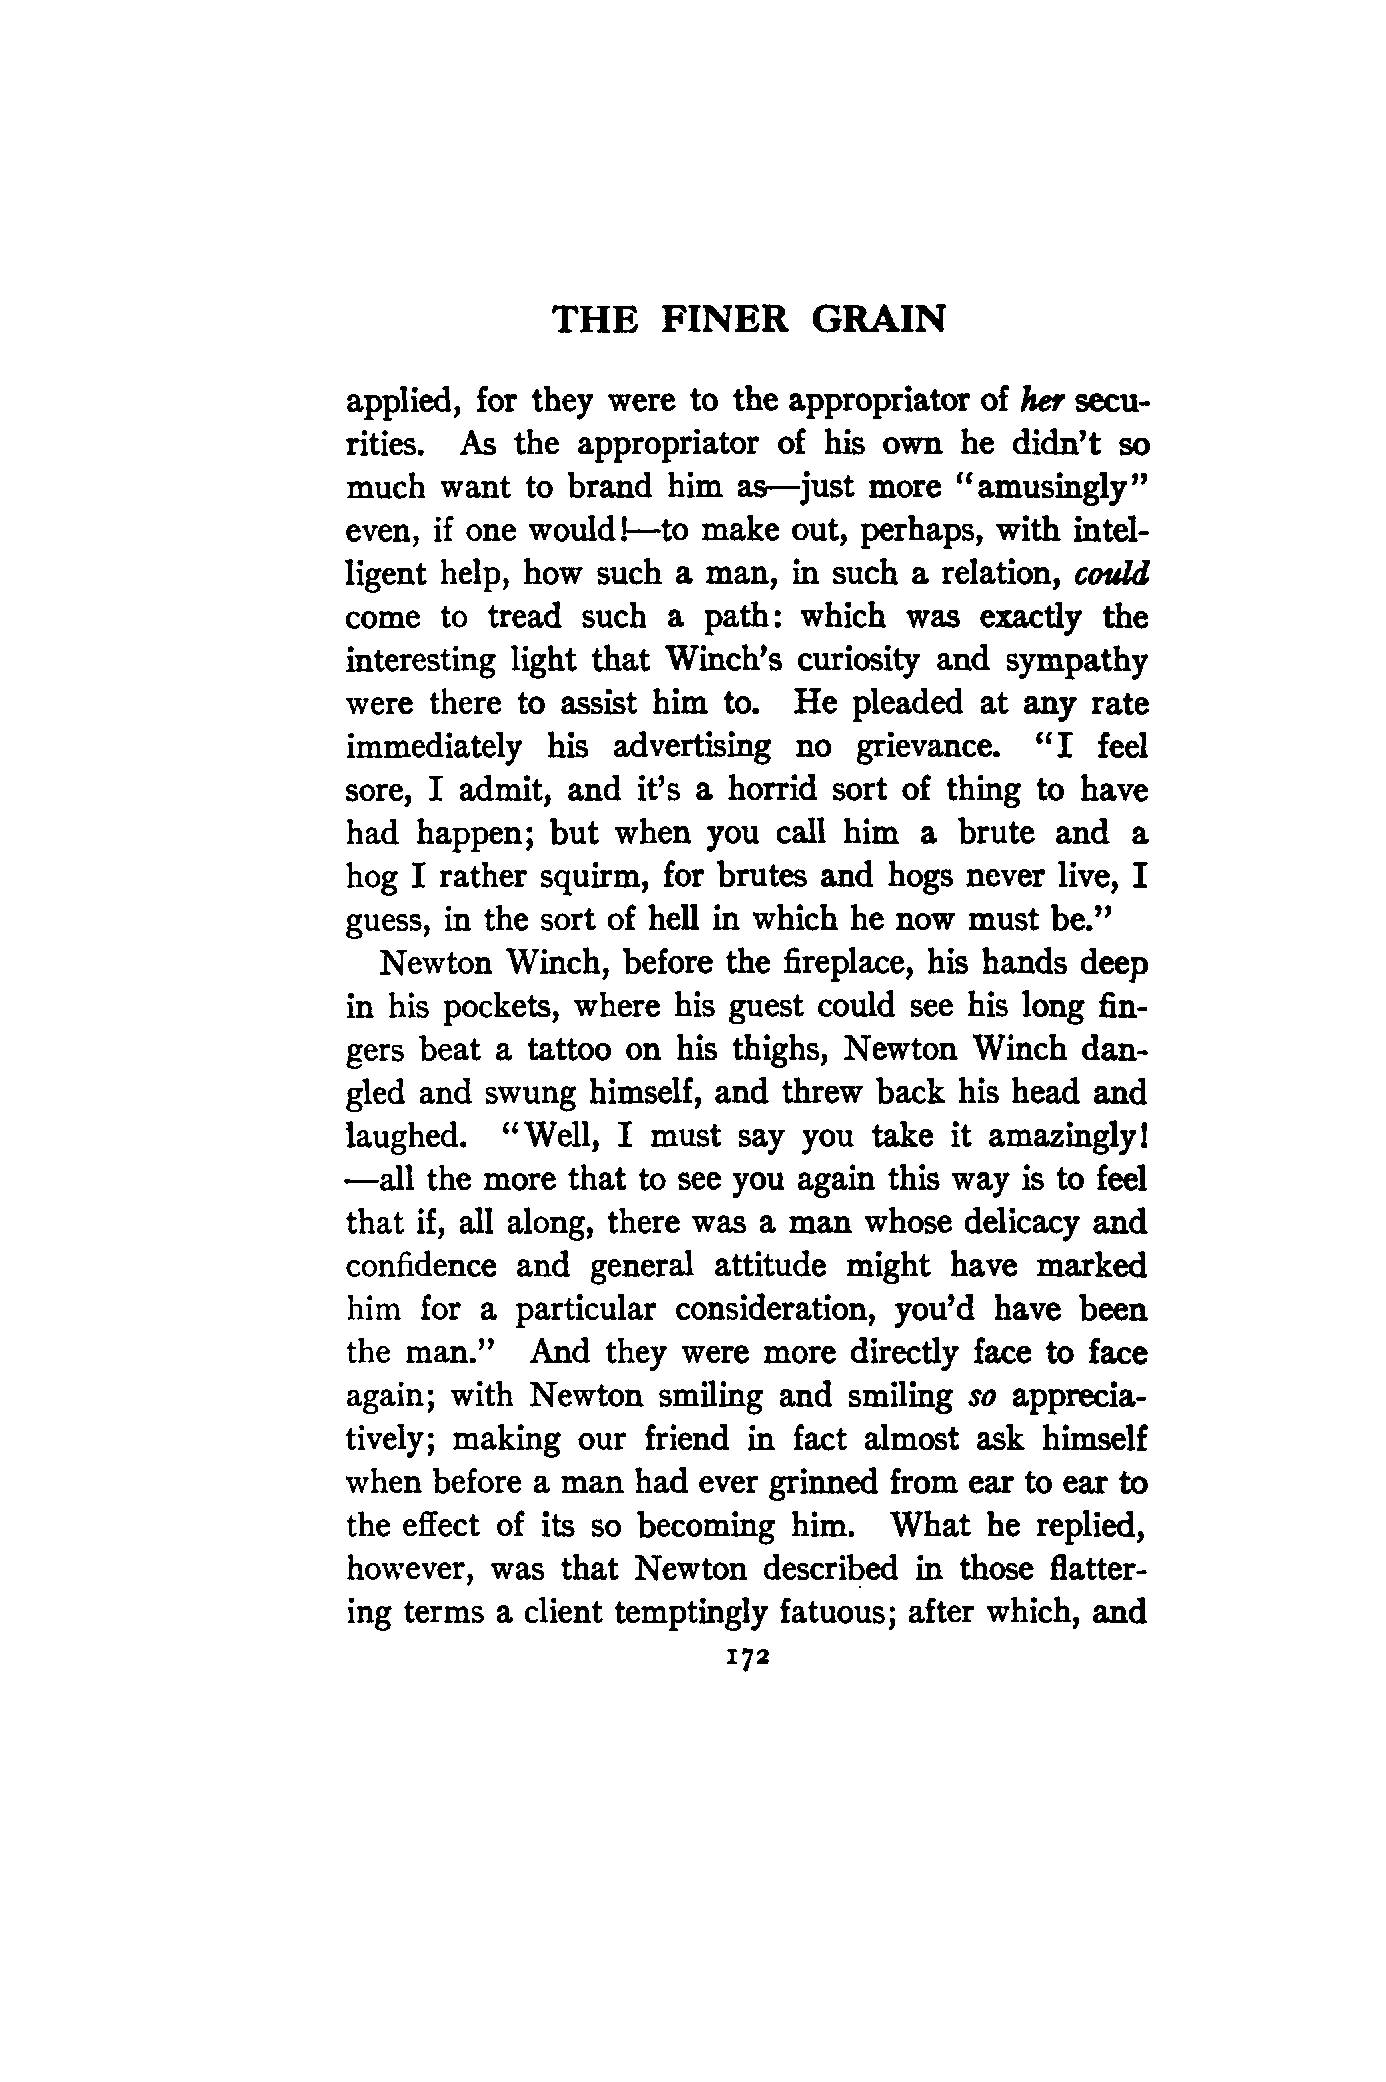 THE FINER GRAIN
applied, for they were to the appropriator of her secu-
rities. As the appropriator of his own he didn't so
much want to brand him as—just more "amusingly"
even, if one would!—to make out, perhaps, with intel-
ligent help, how such a man, in such a relation, could
come to tread such a path: which was exactly the
interesting light that Winch's curiosity and sympathy
were there to assist him to. He pleaded at any rate
immediately his advertising no grievance. "I feel
sore, I admit, and it's a horrid sort of thing to have
had happen; but when you call him a brute and a
hog I rather squirm, for brutes and hogs never live, I
guess, in the sort of hell in which he now must be."
Newton Winch, before the fireplace, his hands deep
in his pockets, where his guest could see his long fin-
gers beat a tattoo on his thighs, Newton Winch dan-
gled and swung himself, and threw back his head and
laughed. "Well, I must say you take it amazingly!
—all the more that to see you again this way is to feel
that if, all along, there was a man whose delicacy and
confidence and general attitude might have marked
him for a particular consideration, you'd have been
the man." And they were more directly face to face
again; with Newton smiling and smiling so apprecia-
tively; making our friend in fact almost ask himself
when before a man had ever grinned from ear to ear to
the effect of its so becoming him. What he replied,
however, was that Newton described in those flatter-
ing terms a client temptingly fatuous; after which, and
172